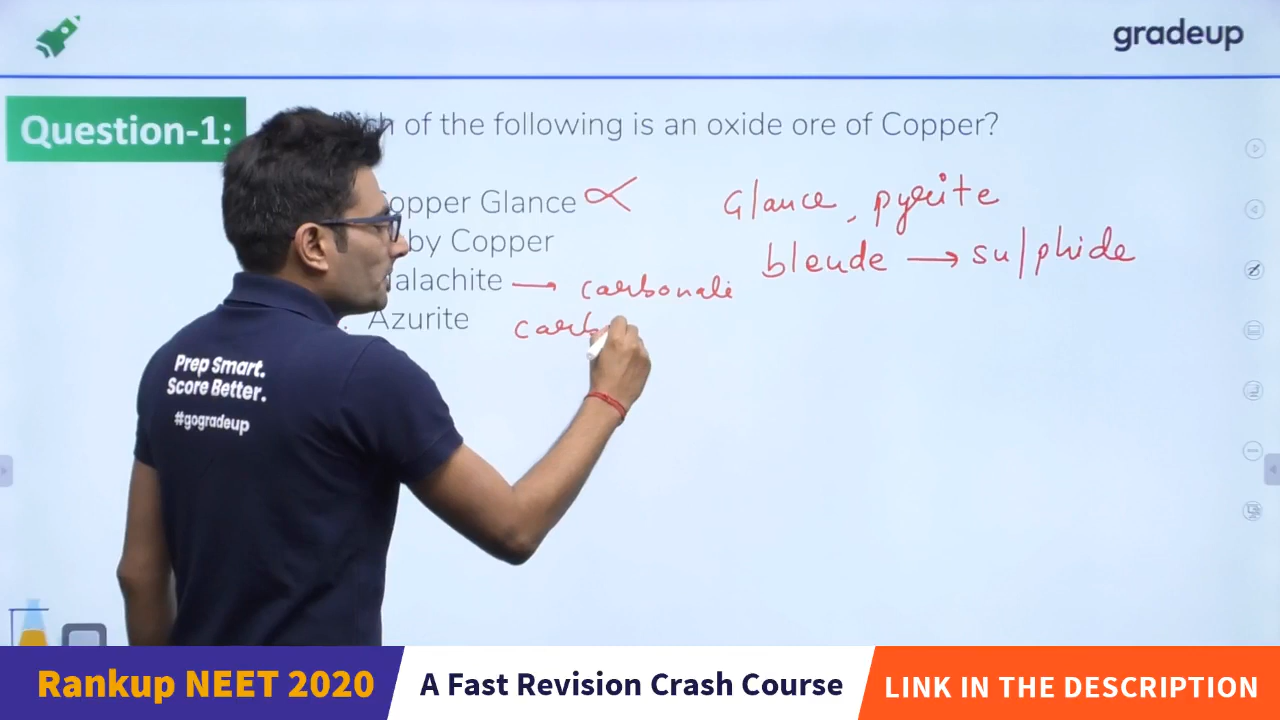 gradeup
Question-1:
of the following is an oxide ore of Copper?
opper Glance ∝ Glance, pyrite
by Copper blende → sulphide
alachite → carbonate
Azurite carb
Prep Smart.
Score Better.
#gogradeup
Rankup NEET 2020
A Fast Revision Crash Course
LINK IN THE DESCRIPTION